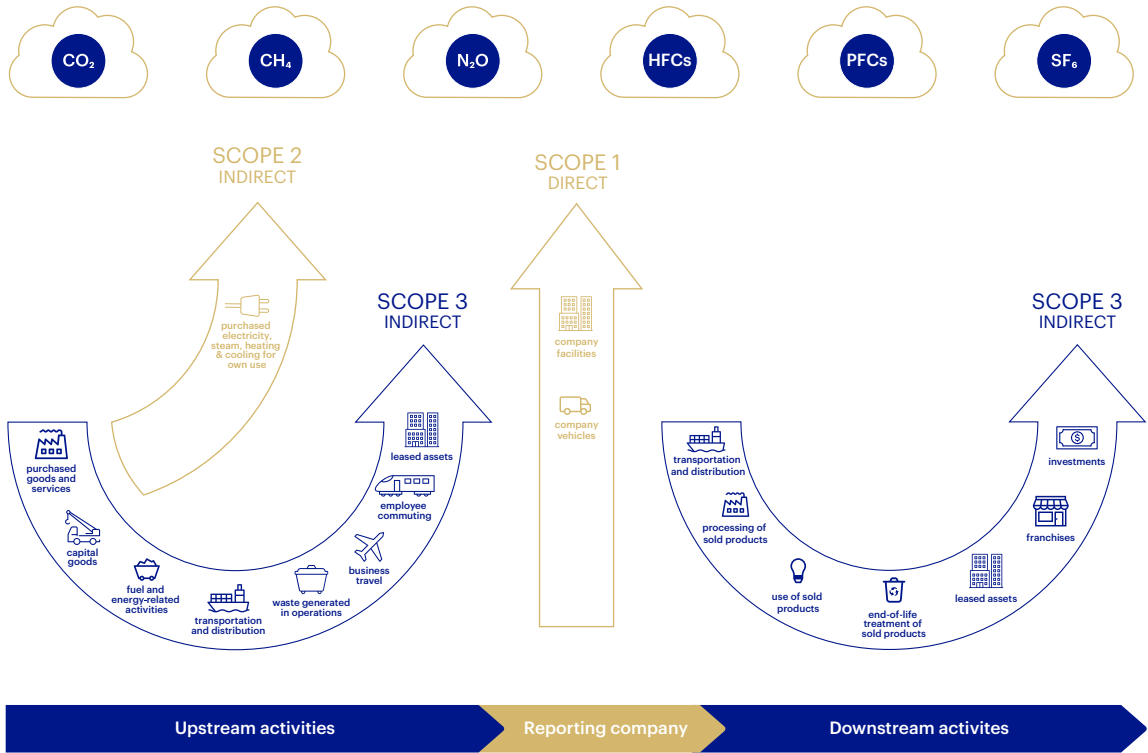 CO₂
CH₄
N₂O
HFCs
PFCs
SF₆
SCOPE 2
INDIRECT
purchased
electricity,
steam, heating
& cooling for
own use
SCOPE 1
DIRECT
company
facilities
company
vehicles
SCOPE 3
INDIRECT
purchased
goods and
services
capital
goods
fuel and
energy-related
activities
transportation
and distribution
waste generated
in operations
business
travel
employee
commuting
leased assets
SCOPE 3
INDIRECT
transportation
and distribution
processing of
sold products
use of sold
products
end-of-life
treatment of
sold products
leased assets
franchises
investments
$
Upstream activities
Reporting company
Downstream activites